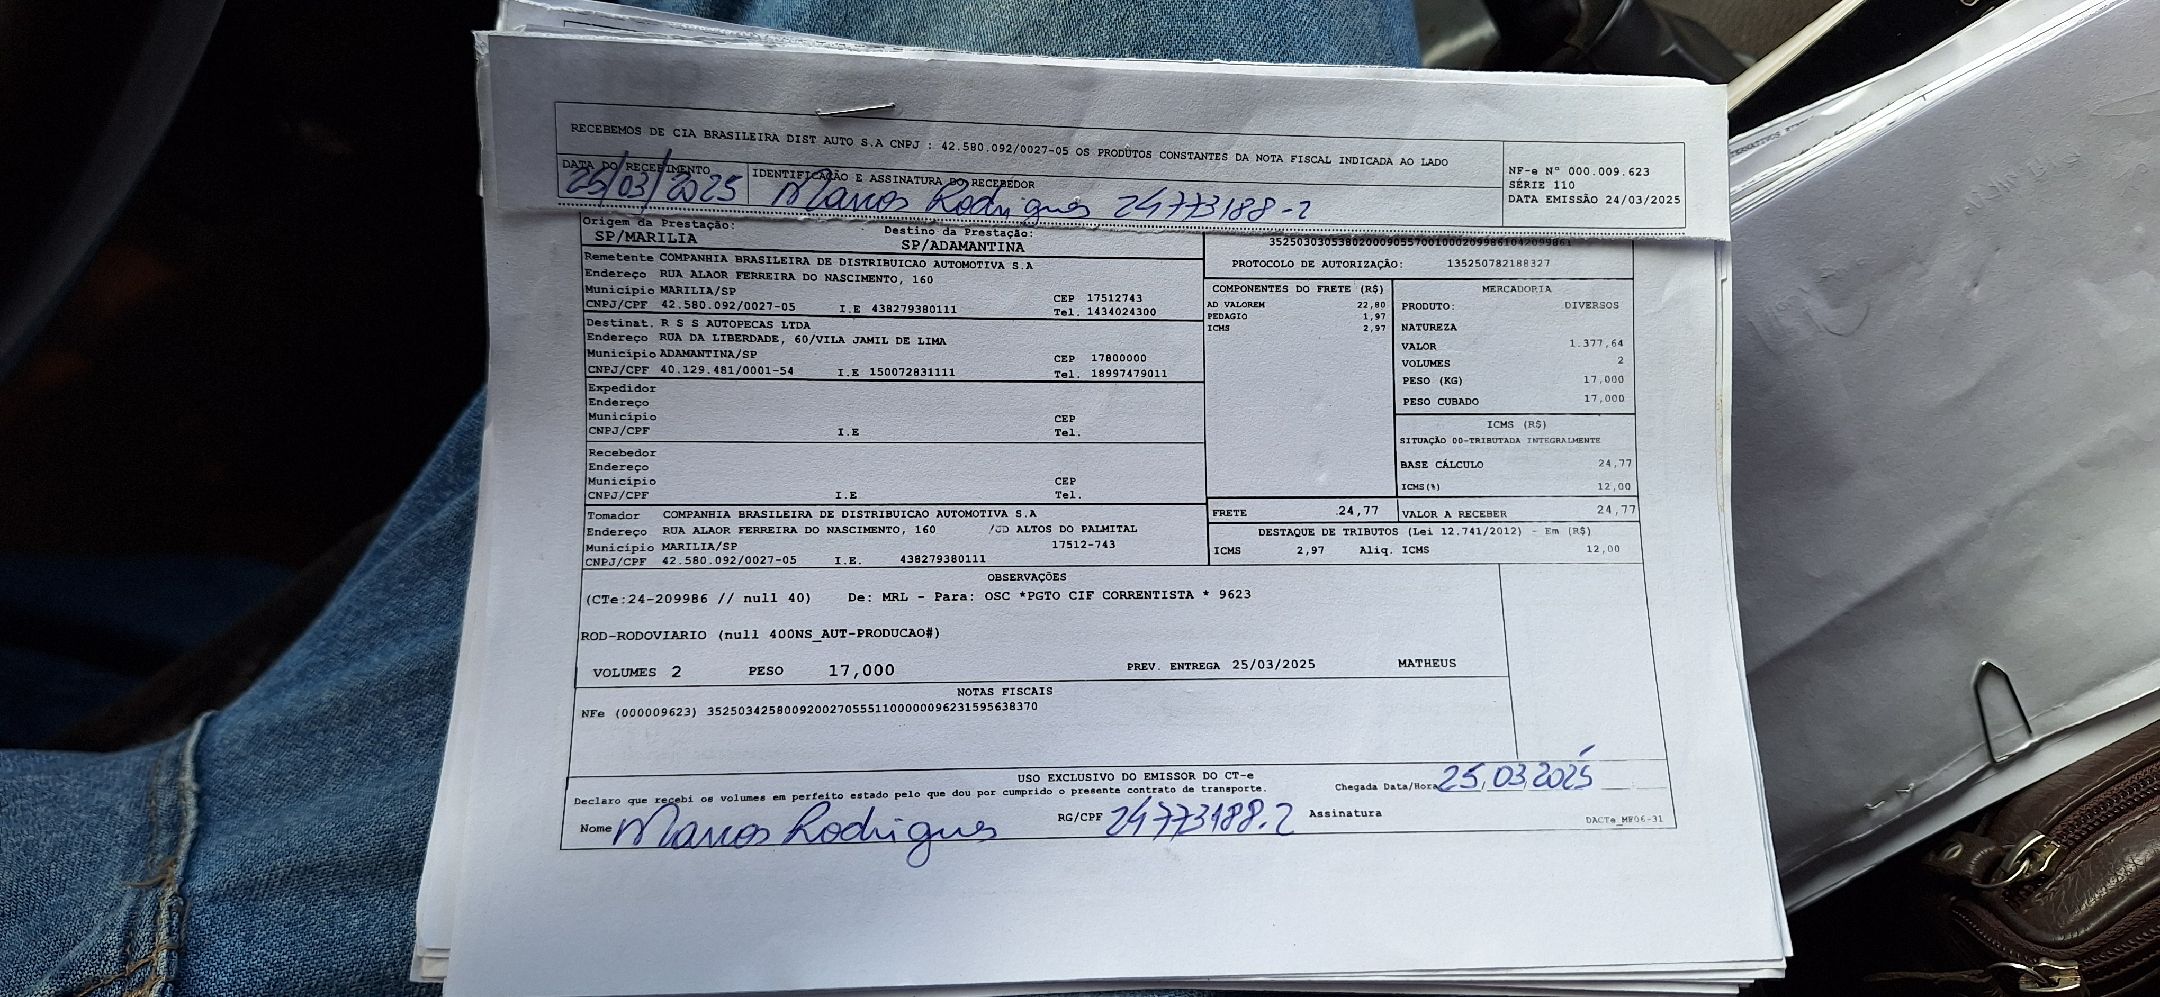 RECEBEMOS DE CIA BRASILEIRA DIST AUTO S.A CNPJ : 42.580.092/0027-05 OS PRODUTOS CONSTANTES DA NOTA FISCAL INDICADA AO LADO
NF-e Nº 000.009.623
SÉRIE 110
DATA EMISSÃO 24/03/2025
DATA DO RECEBIMENTO
25/03/2025
IDENTIFICAÇÃO E ASSINATURA DO RECEBEDOR
Marcos Rodrigues 24773188-2
Origem da Prestação:
SP/MARILIA
Destino da Prestação:
SP/ADAMANTINA
Remetente COMPANHIA BRASILEIRA DE DISTRIBUICAO AUTOMOTIVA S.A
Endereço RUA ALAOR FERREIRA DO NASCIMENTO, 160
Município MARILIA/SP CEP 17512743
CNPJ/CPF 42.580.092/0027-05 I.E 438279380111 Tel. 1434024300
Destinat. R S S AUTOPECAS LTDA
Endereço RUA DA LIBERDADE, 60/VILA JAMIL DE LIMA
Município ADAMANTINA/SP CEP 17800000
CNPJ/CPF 40.129.481/0001-54 I.E 150072831111 Tel. 18997479011
Expedidor
Endereço
Município CEP
CNPJ/CPF I.E Tel.
Recebedor
Endereço
Município CEP
CNPJ/CPF I.E Tel.
Tomador COMPANHIA BRASILEIRA DE DISTRIBUICAO AUTOMOTIVA S.A
Endereço RUA ALAOR FERREIRA DO NASCIMENTO, 160 /JD ALTOS DO PALMITAL
Município MARILIA/SP 17512-743
CNPJ/CPF 42.580.092/0027-05 I.E. 438279380111
PROTOCOLO DE AUTORIZAÇÃO: 135250782188327
COMPONENTES DO FRETE (R$)
AD VALOREM 22,80
PEDAGIO 1,97
ICMS 2,97
MERCADORIA
PRODUTO: DIVERSOS
NATUREZA
VALOR 1.377,64
VOLUMES 2
PESO (KG) 17,000
PESO CUBADO 17,000
ICMS (R$)
SITUAÇÃO 00-TRIBUTADA INTEGRALMENTE
BASE CÁLCULO 24,77
ICMS(%) 12,00
FRETE 24,77 VALOR A RECEBER 24,77
DESTAQUE DE TRIBUTOS (Lei 12.741/2012) - Em (R$)
ICMS 2,97 Aliq. ICMS 12,00
OBSERVAÇÕES
(CTe:24-209986 // null 40) De: MRL - Para: OSC *PGTO CIF CORRENTISTA * 9623
ROD-RODOVIARIO (null 400NS_AUT-PRODUCAO#)
VOLUMES 2 PESO 17,000 PREV. ENTREGA 25/03/2025 MATHEUS
NOTAS FISCAIS
NFe (000009623) 35250342580092002705551100000096231595638370
USO EXCLUSIVO DO EMISSOR DO CT-e
Declaro que recebi os volumes em perfeito estado pelo que dou por cumprido o presente contrato de transporte.
Chegada Data/Hora 25.03.2025
Nome Marcos Rodrigues RG/CPF 24773188.2 Assinatura
DACTe_MF06-31